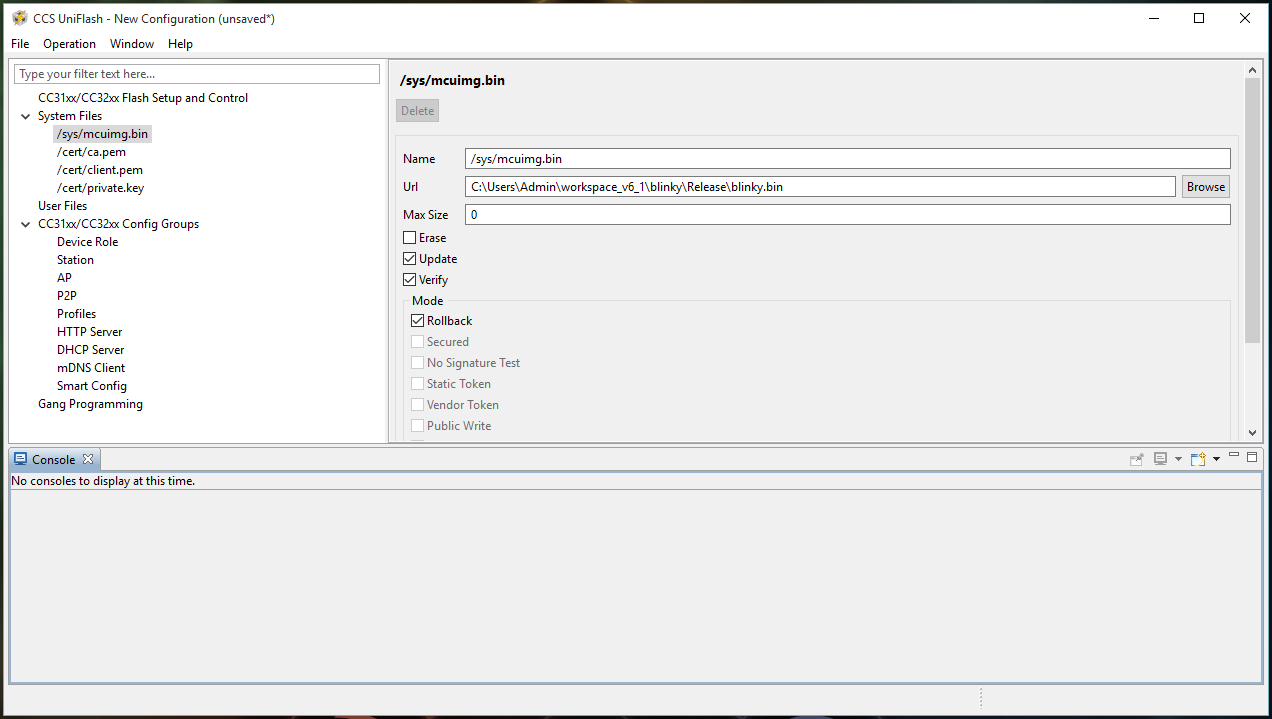 CCS UniFlash - New Configuration (unsaved*)
File Operation Window Help
Type your filter text here...
CC31xx/CC32xx Flash Setup and Control
System Files
/sys/mcuimg.bin
/cert/ca.pem
/cert/client.pem
/cert/private.key
User Files
CC31xx/CC32xx Config Groups
Device Role
Station
AP
P2P
Profiles
HTTP Server
DHCP Server
mDNS Client
Smart Config
Gang Programming
/sys/mcuimg.bin
Delete
Name /sys/mcuimg.bin
Url C:\Users\Admin\workspace_v6_1\blinky\Release\blinky.bin Browse
Max Size 0
Erase
Update
Verify
Mode
Rollback
Secured
No Signature Test
Static Token
Vendor Token
Public Write
Console
No consoles to display at this time.